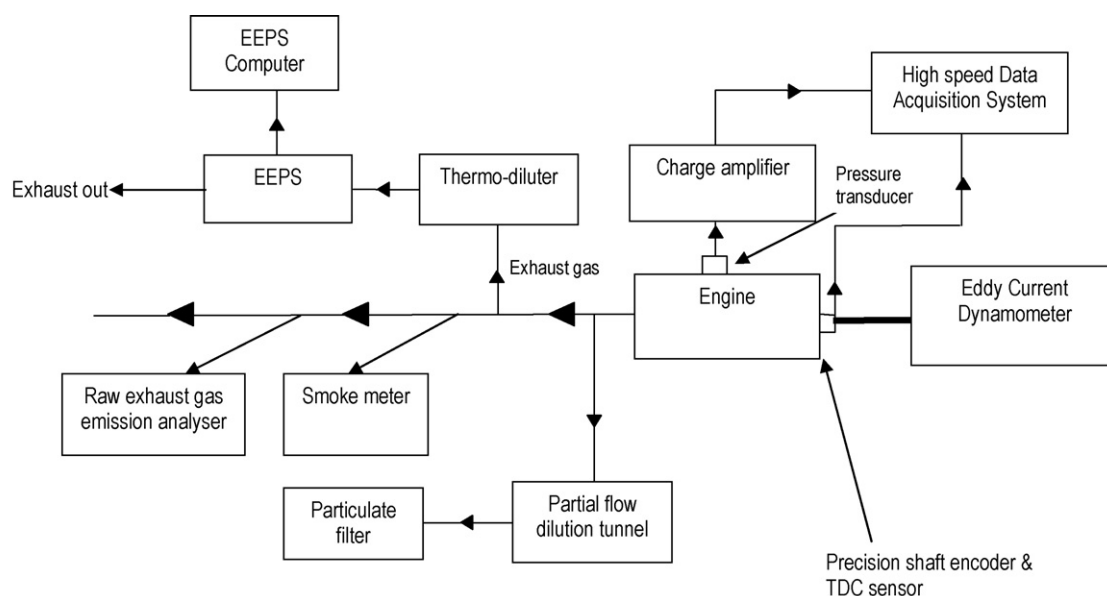 EEPS
Computer
High speed Data
Acquisition System
EEPS
Thermo-diluter
Charge amplifier
Pressure
transducer
Exhaust out
Exhaust gas
Engine
Eddy Current
Dynamometer
Raw exhaust gas
emission analyser
Smoke meter
Particulate
filter
Partial flow
dilution tunnel
Precision shaft encoder &
TDC sensor